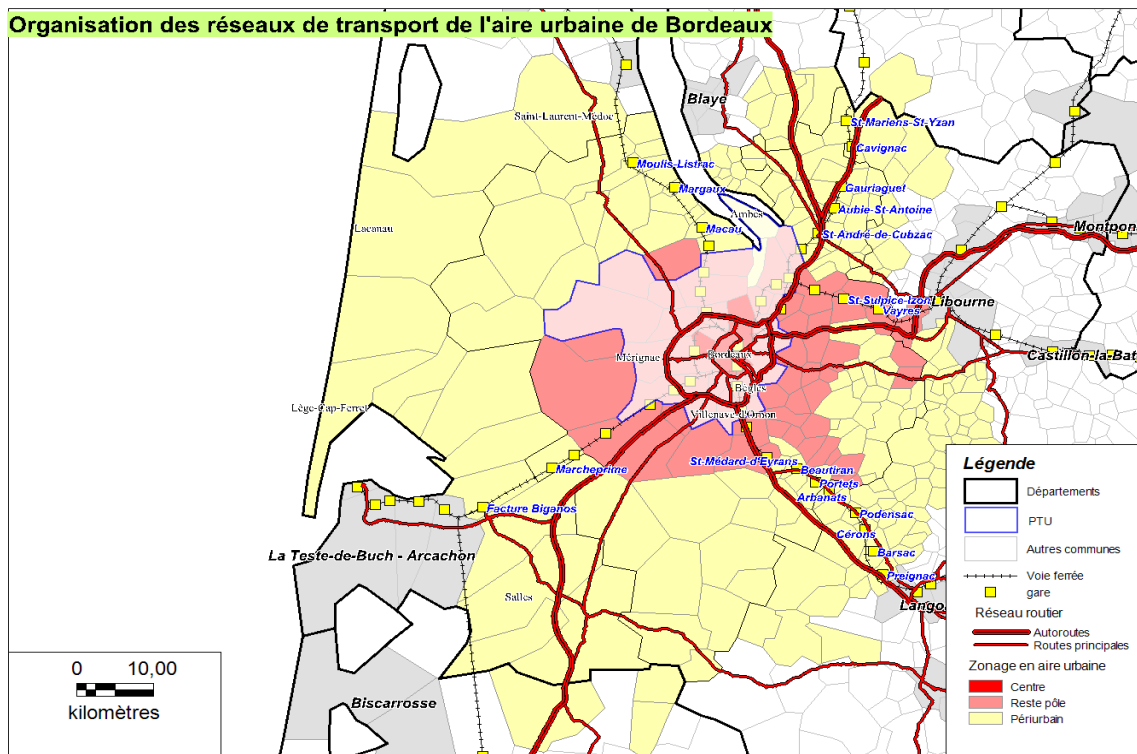 Organisation des réseaux de transport de l'aire urbaine de Bordeaux
Blaye
Saint-Laurent-Médoc
St-Mariens-St-Yzan
Cavignac
Moulis-Listrac
Margaux
Gauriaguet
Aubie-St-Antoine
Ambès
Lacanau
Macau
St-André-de-Cubzac
Montpon
St-Sulpice-Izon
Libourne
Vayres
Mérignac
Bordeaux
Castillon-la-Bat
Bègles
Lège-Cap-Ferret
Villenave-d'Ornon
St-Médard-d'Eyrans
Marcheprime
Beautiran
Portets
Arbanats
Facture Biganos
Podensac
Cérons
La Teste-de-Buch - Arcachon
Barsac
Preignac
Salles
Lango
Biscarrosse
0 10,00
kilomètres
Légende
Départements
PTU
Autres communes
Voie ferrée
gare
Réseau routier
Autoroutes
Routes principales
Zonage en aire urbaine
Centre
Reste pôle
Périurbain